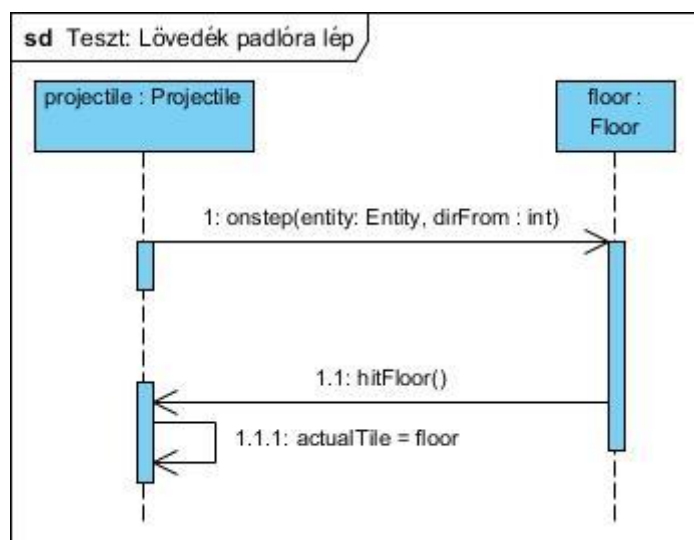 sd Teszt: Lövedék padlóra lép
projectile : Projectile
floor :
Floor
1: onstep(entity: Entity, dirFrom : int)
1.1: hitFloor()
1.1.1: actualTile = floor